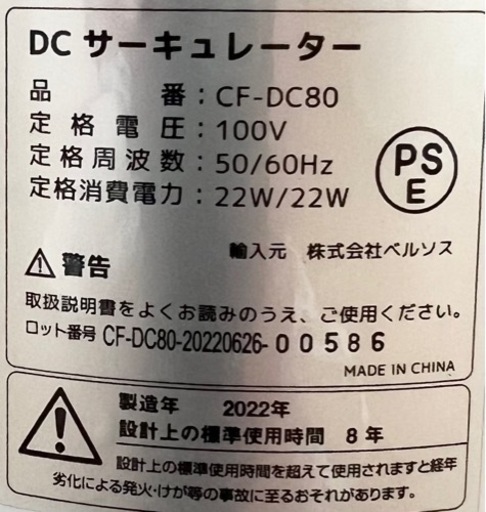 DC サーキュレーター
品番：CF-DC80
定格電圧：100V
定格周波数：50/60Hz
定格消費電力：22W/22W
PS
E
輸入元 株式会社ベルソス
警告
取扱説明書をよくお読みのうえ、ご使用ください。
ロット番号 CF-DC80-20220626-00586
MADE IN CHINA
製造年 2022年
設計上の標準使用時間 8年
設計上の標準使用時間を超えて使用されますと経年
劣化による発火・けが等の事故に至るおそれがあります。